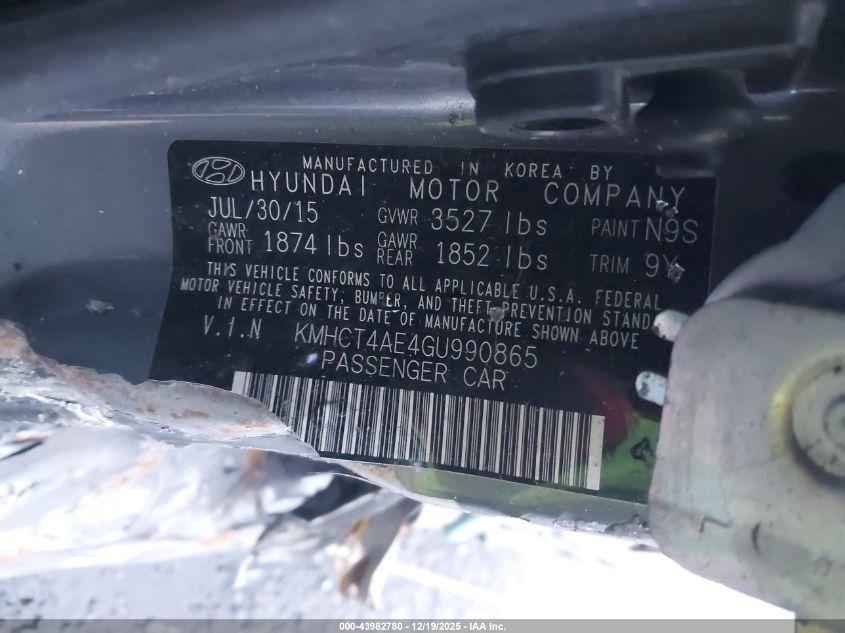 MANUFACTURED IN KOREA BY
HYUNDAI MOTOR COMPANY
JUL/30/15 GVWR 3527 lbs PAINT N9S
GAWR FRONT 1874 lbs GAWR REAR 1852 lbs TRIM 9Y
THIS VEHICLE CONFORMS TO ALL APPLICABLE U.S.A. FEDERAL
MOTOR VEHICLE SAFETY, BUMPER, AND THEFT PREVENTION STAND
IN EFFECT ON THE DATE OF MANUFACTURE SHOWN ABOVE
V.I.N KMHCT4AE4GU990865
PASSENGER CAR
000-43982780 - 12/19/2025 - IAA Inc.